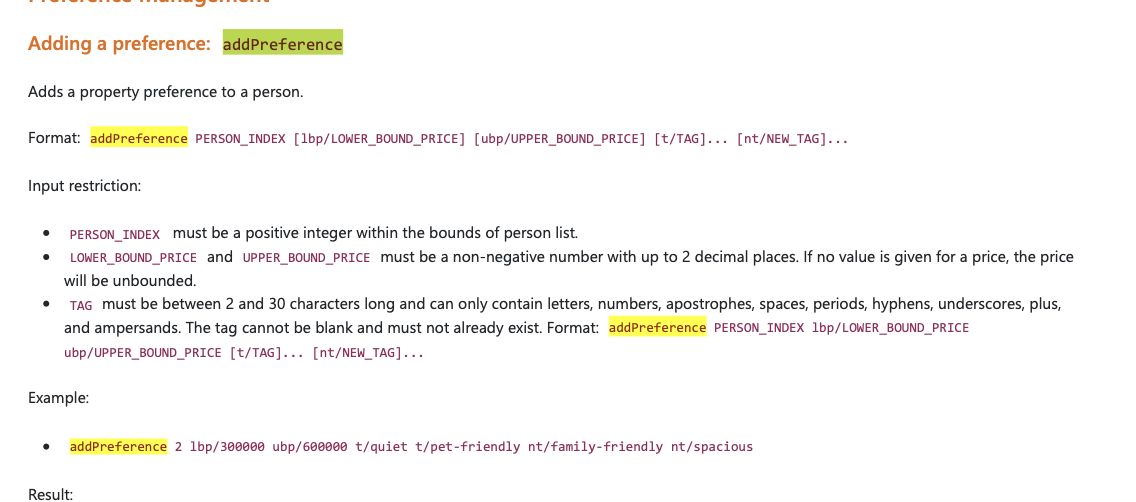 Preference Management
Adding a preference: addPreference
Adds a property preference to a person.
Format: addPreference PERSON_INDEX [lbp/LOWER_BOUND_PRICE] [ubp/UPPER_BOUND_PRICE] [t/TAG]... [nt/NEW_TAG]...
Input restriction:
• PERSON_INDEX must be a positive integer within the bounds of person list.
• LOWER_BOUND_PRICE and UPPER_BOUND_PRICE must be a non-negative number with up to 2 decimal places. If no value is given for a price, the price
will be unbounded.
• TAG must be between 2 and 30 characters long and can only contain letters, numbers, apostrophes, spaces, periods, hyphens, underscores, plus,
and ampersands. The tag cannot be blank and must not already exist. Format: addPreference PERSON_INDEX lbp/LOWER_BOUND_PRICE
ubp/UPPER_BOUND_PRICE [t/TAG]... [nt/NEW_TAG]...
Example:
• addPreference 2 lbp/300000 ubp/600000 t/quiet t/pet-friendly nt/family-friendly nt/spacious
Result: